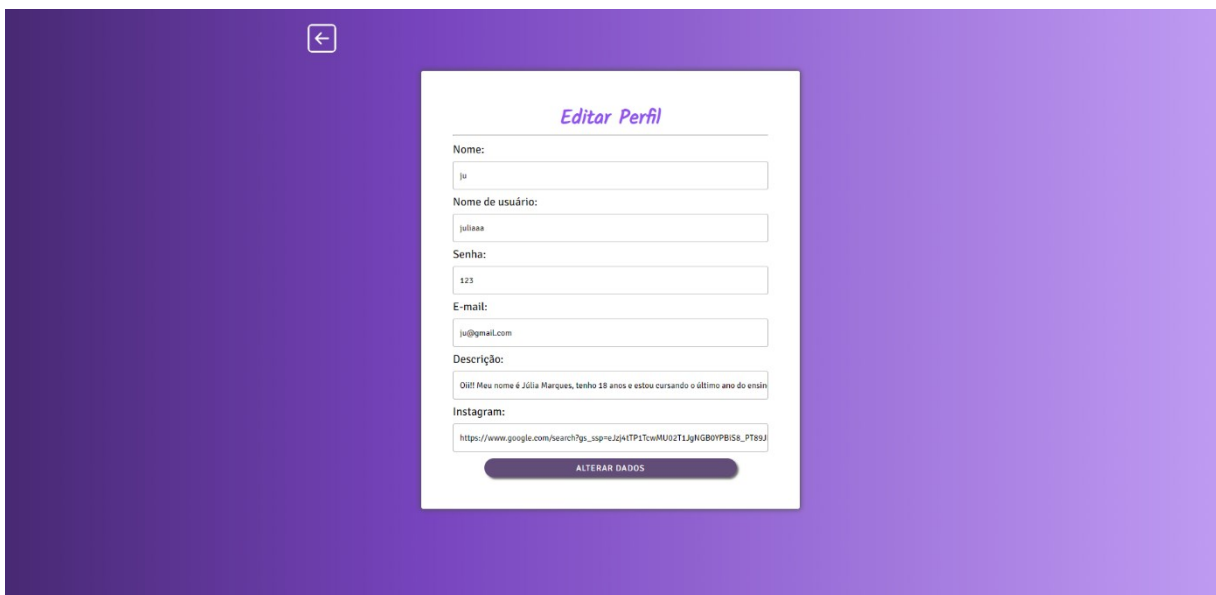 Editar Perfil
Nome:
ju
Nome de usuário:
juliaaa
Senha:
123
E-mail:
ju@gmail.com
Descrição:
Oii!! Meu nome é Júlia Marques, tenho 18 anos e estou cursando o último ano do ensin
Instagram:
https://www.google.com/search?gs_ssp=eJzj4tTP1TcwMU02T1JgNGB0YPBiS8_PT89J
ALTERAR DADOS